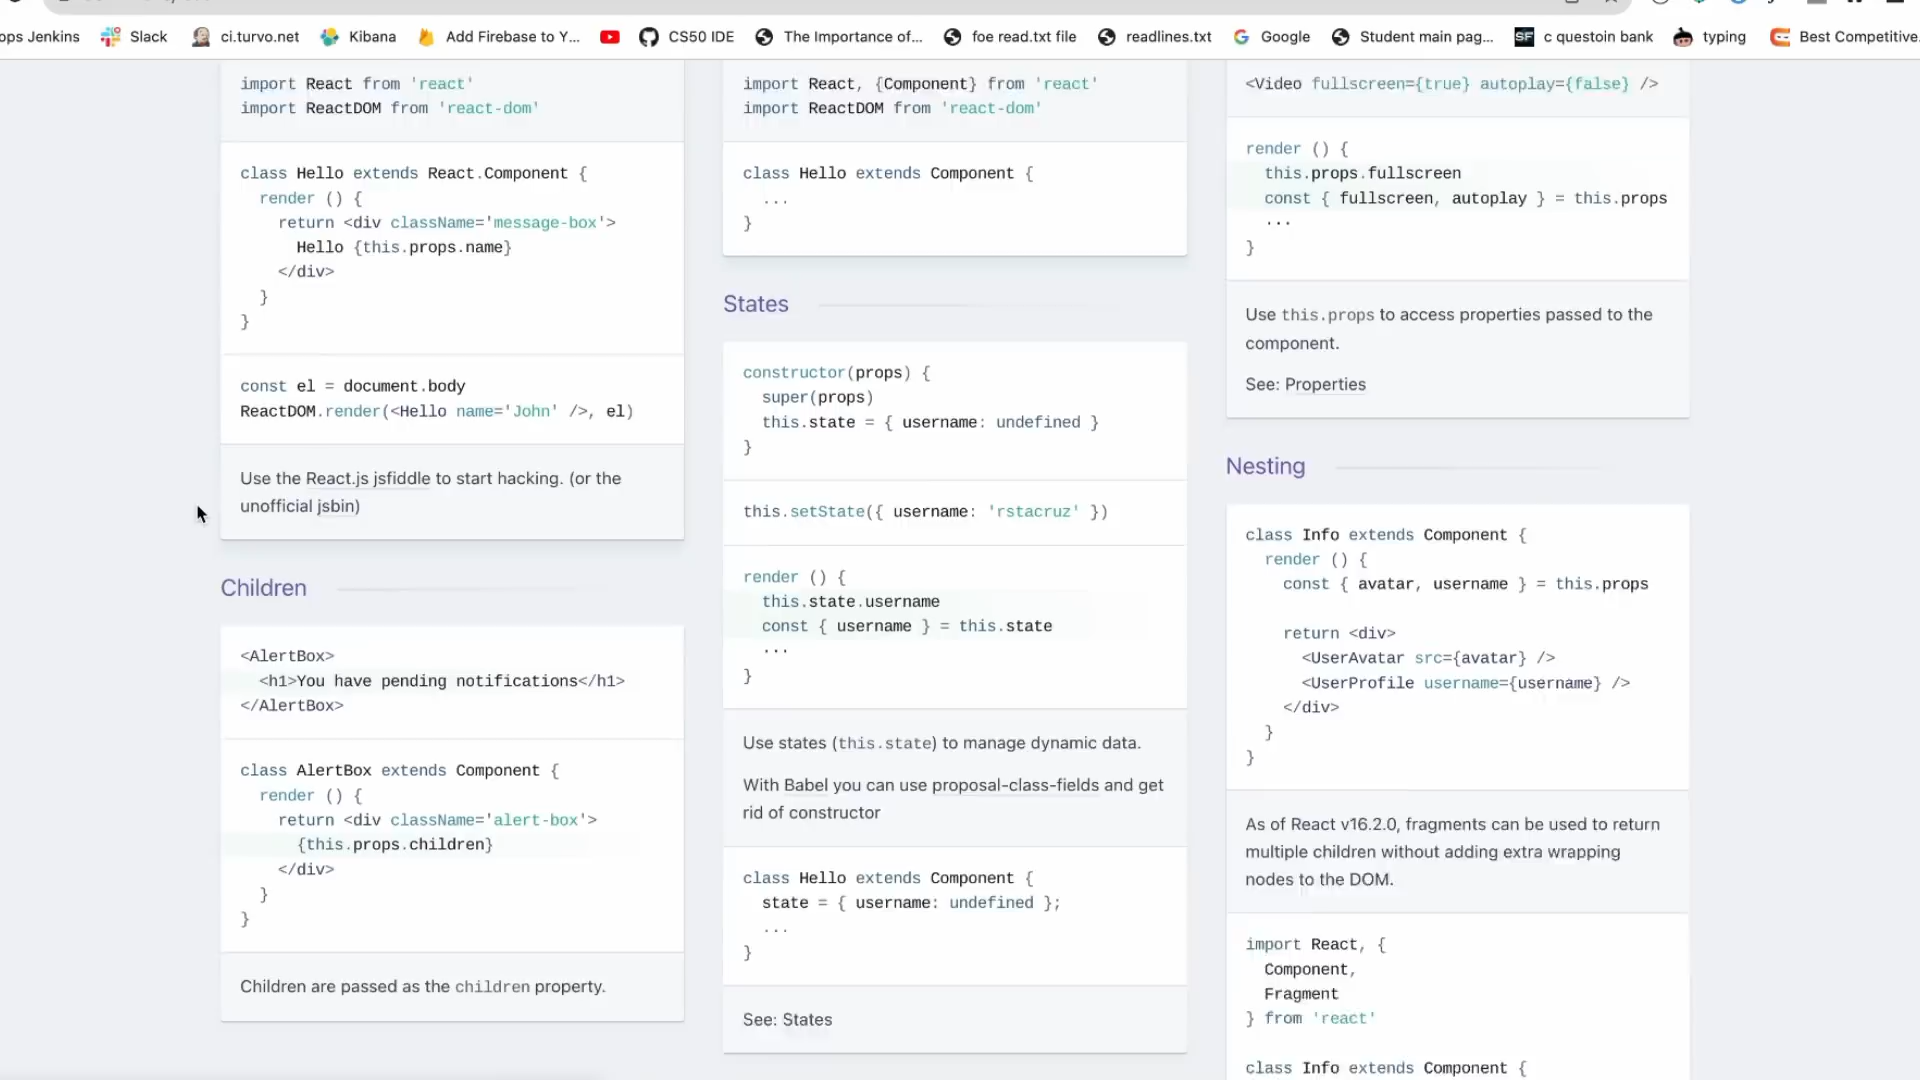 ops Jenkins Slack ci.turvo.net Kibana Add Firebase to Y... CS50 IDE The Importance of... foe read.txt file readlines.txt Google Student main pag... SF c questoin bank typing Best Competitive
import React from 'react'
import ReactDOM from 'react-dom'
class Hello extends React.Component {
render () {
return <div className='message-box'>
Hello {this.props.name}
</div>
}
}
const el = document.body
ReactDOM.render(<Hello name='John' />, el)
Use the React.js jsfiddle to start hacking. (or the
unofficial jsbin)
Children
<AlertBox>
<h1>You have pending notifications</h1>
</AlertBox>
class AlertBox extends Component {
render () {
return <div className='alert-box'>
{this.props.children}
</div>
}
}
Children are passed as the children property.
import React, {Component} from 'react'
import ReactDOM from 'react-dom'
class Hello extends Component {
...
}
States
constructor(props) {
super(props)
this.state = { username: undefined }
}
this.setState({ username: 'rstacruz' })
render () {
this.state.username
const { username } = this.state
...
}
Use states (this.state) to manage dynamic data.
With Babel you can use proposal-class-fields and get
rid of constructor
class Hello extends Component {
state = { username: undefined };
...
}
See: States
<Video fullscreen={true} autoplay={false} />
render () {
this.props.fullscreen
const { fullscreen, autoplay } = this.props
...
}
Use this.props to access properties passed to the
component.
See: Properties
Nesting
class Info extends Component {
render () {
const { avatar, username } = this.props
return <div>
<UserAvatar src={avatar} />
<UserProfile username={username} />
</div>
}
}
As of React v16.2.0, fragments can be used to return
multiple children without adding extra wrapping
nodes to the DOM.
import React, {
Component,
Fragment
} from 'react'
class Info extends Component {